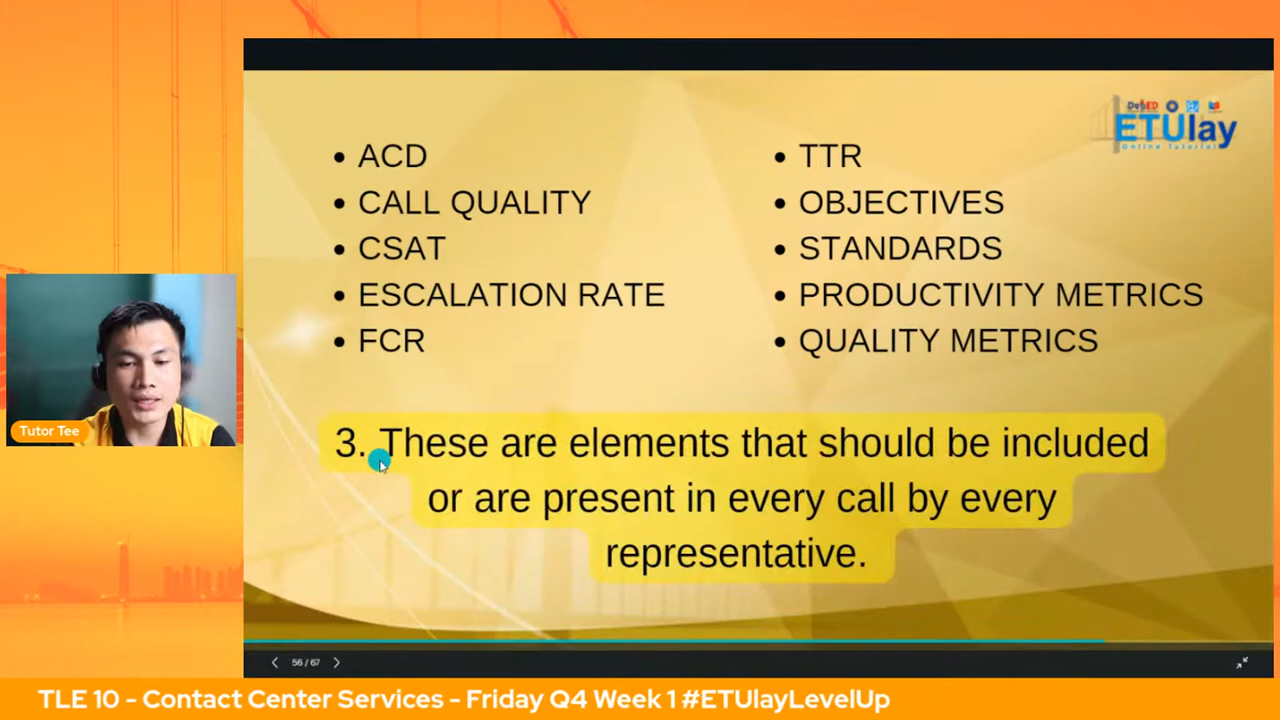 DepED
ETUlay
Online Tutorial
ACD
CALL QUALITY
CSAT
ESCALATION RATE
FCR
TTR
OBJECTIVES
STANDARDS
PRODUCTIVITY METRICS
QUALITY METRICS
3. These are elements that should be included
or are present in every call by every
representative.
Tutor Tee
56 / 67
TLE 10 - Contact Center Services - Friday Q4 Week 1 #ETUlayLevelUp